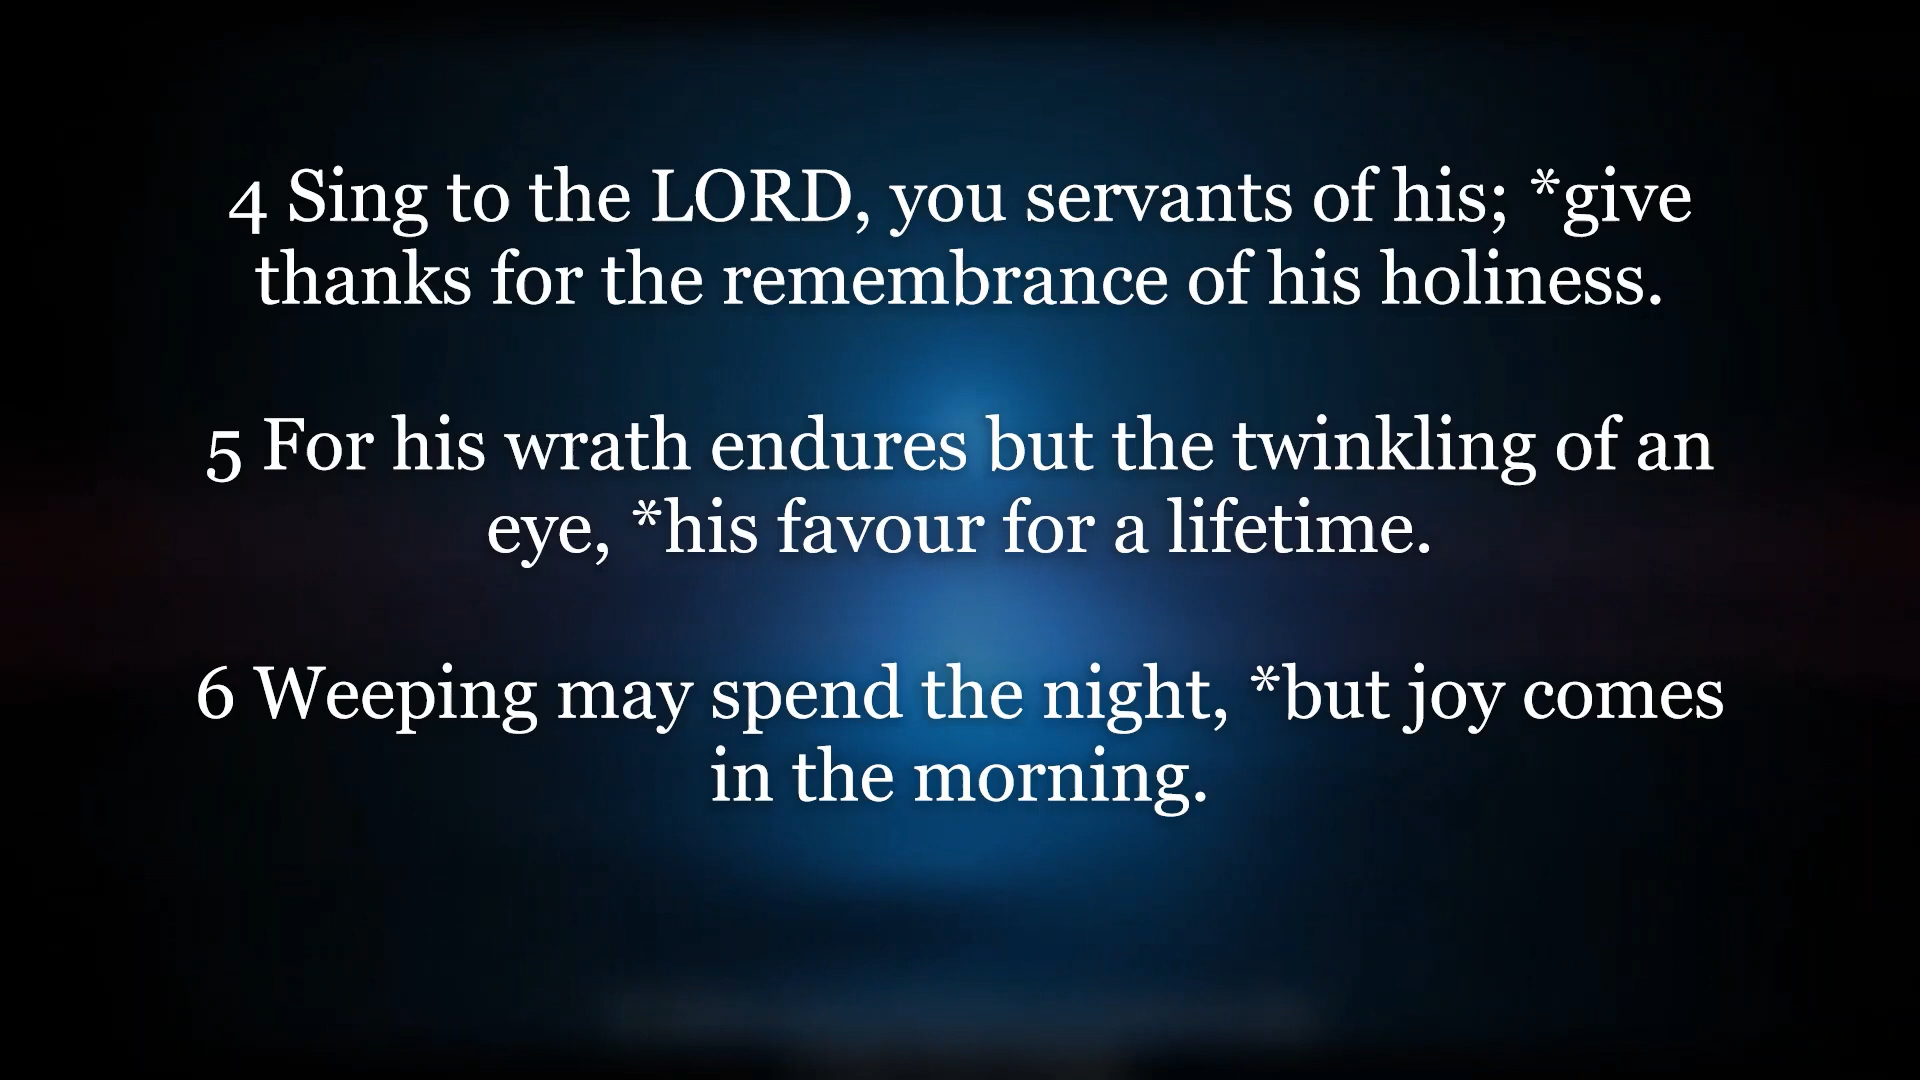 4 Sing to the LORD, you servants of his; *give
thanks for the remembrance of his holiness.
5 For his wrath endures but the twinkling of an
eye, *his favour for a lifetime.
6 Weeping may spend the night, *but joy comes
in the morning.